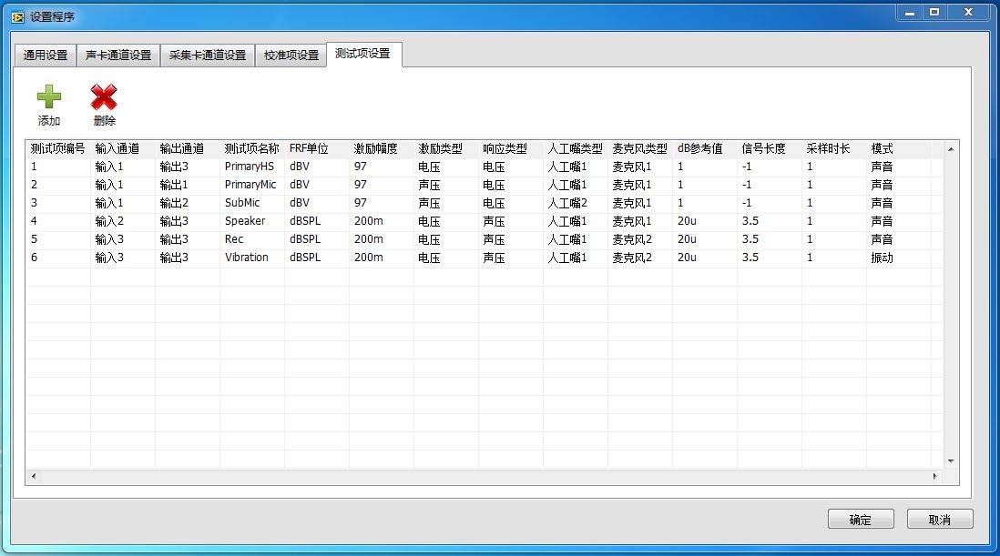 设置程序
通用设置 声卡通道设置 采集卡通道设置 校准项设置 测试项设置
添加 删除
测试项编号 输入通道 输出通道 测试项名称 FRF单位 激励幅度 激励类型 响应类型 人工嘴类型 麦克风类型 dB参考值 信号长度 采样时长 模式
1 输入1 输出3 PrimaryHS dBV 97 电压 电压 人工嘴1 麦克风1 1 -1 1 声音
2 输入1 输出1 PrimaryMic dBV 97 声压 电压 人工嘴1 麦克风1 1 -1 1 声音
3 输入1 输出2 SubMic dBV 97 声压 电压 人工嘴2 麦克风1 1 -1 1 声音
4 输入2 输出3 Speaker dBSPL 200m 电压 声压 人工嘴1 麦克风1 20u 3.5 1 声音
5 输入3 输出3 Rec dBSPL 200m 电压 声压 人工嘴1 麦克风2 20u 3.5 1 声音
6 输入3 输出3 Vibration dBSPL 200m 电压 声压 人工嘴1 麦克风2 20u 3.5 1 振动
确定 取消